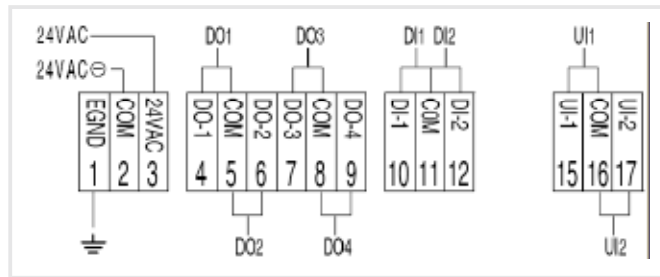 24VAC DO1 DO3 DI1 DI2 UI1
24VAC⊖
EGND COM 24VAC DO-1 COM DO-2 DO-3 COM DO-4 DI-1 COM DI-2 UI-1 COM UI-2
1 2 3 4 5 6 7 8 9 10 11 12 15 16 17
DO2 DO4 UI2